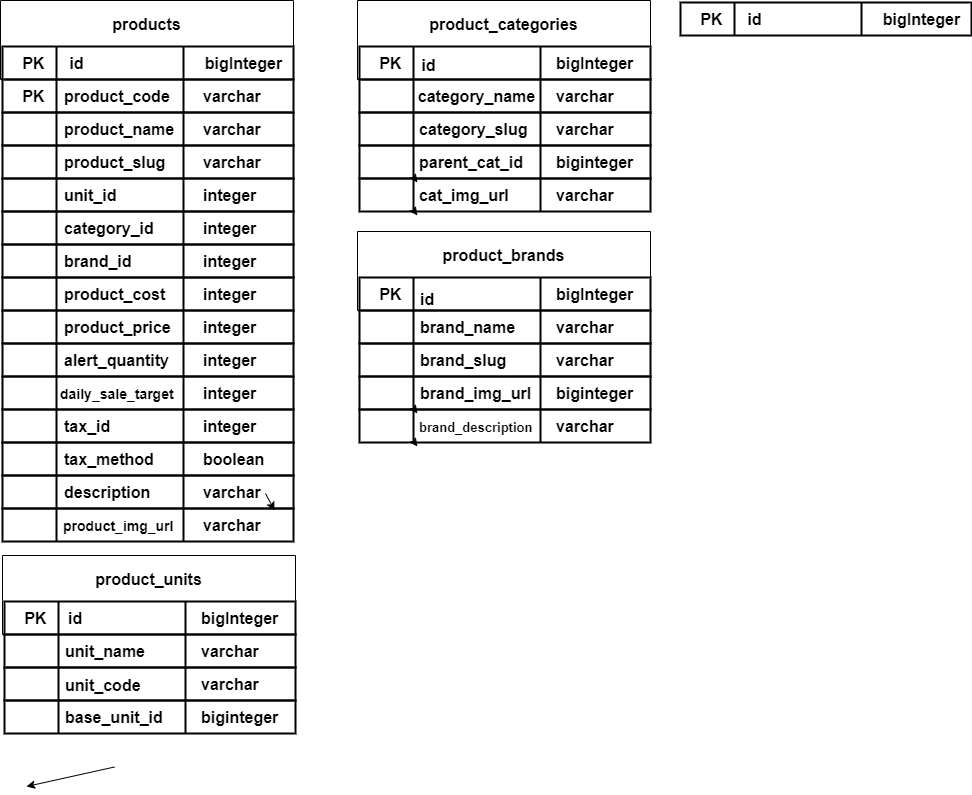 products
PK id bigInteger
PK product_code varchar
product_name varchar
product_slug varchar
unit_id integer
category_id integer
brand_id integer
product_cost integer
product_price integer
alert_quantity integer
daily_sale_target integer
tax_id integer
tax_method boolean
description varchar
product_img_url varchar
product_units
PK id bigInteger
unit_name varchar
unit_code varchar
base_unit_id biginteger
product_categories
PK id bigInteger
category_name varchar
category_slug varchar
parent_cat_id biginteger
cat_img_url varchar
product_brands
PK id bigInteger
brand_name varchar
brand_slug varchar
brand_img_url biginteger
brand_description varchar
PK id bigInteger